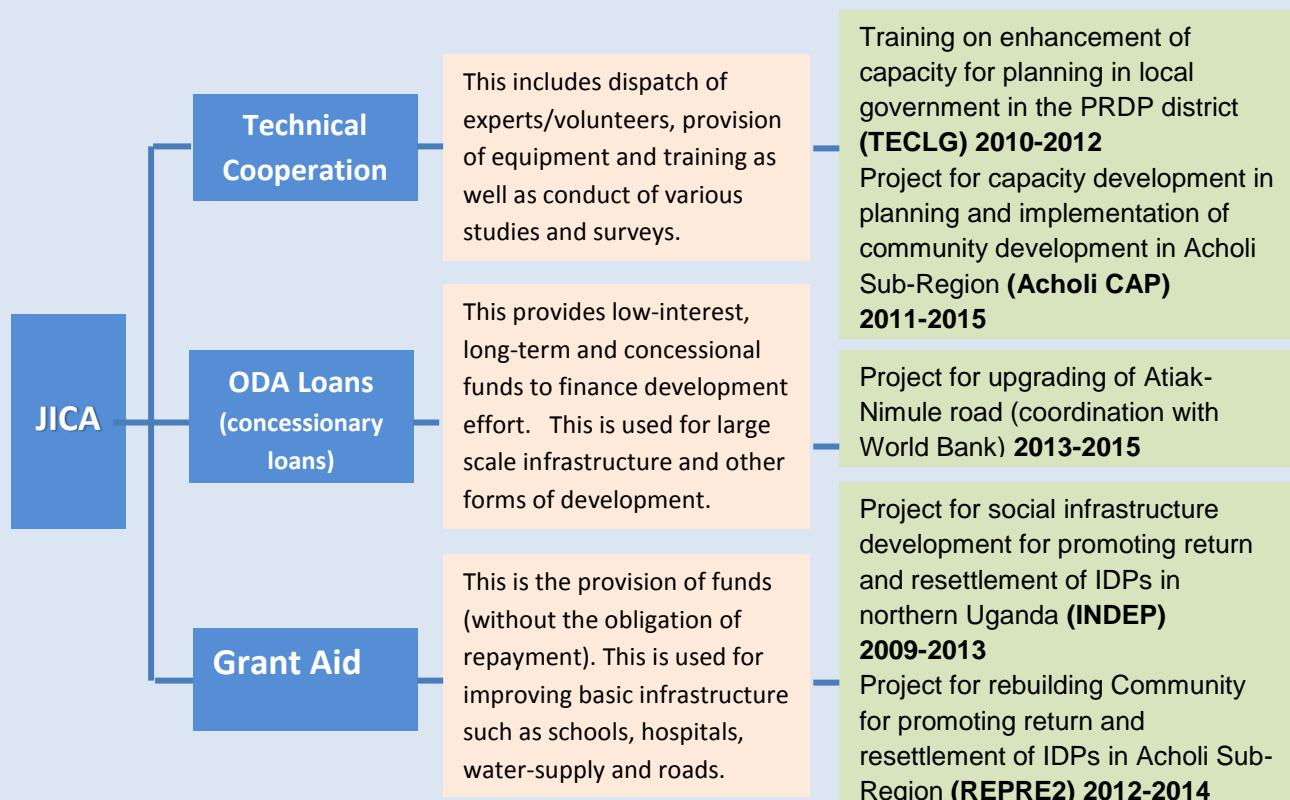 JICA
Technical
Cooperation
This includes dispatch of
experts/volunteers, provision
of equipment and training as
well as conduct of various
studies and surveys.
Training on enhancement of
capacity for planning in local
government in the PRDP district
(TECLG) 2010-2012
Project for capacity development in
planning and implementation of
community development in Acholi
Sub-Region (Acholi CAP)
2011-2015
ODA Loans
(concessionary
loans)
This provides low-interest,
long-term and concessional
funds to finance development
effort. This is used for large
scale infrastructure and other
forms of development.
Project for upgrading of Atiak-
Nimule road (coordination with
World Bank) 2013-2015
Grant Aid
This is the provision of funds
(without the obligation of
repayment). This is used for
improving basic infrastructure
such as schools, hospitals,
water-supply and roads.
Project for social infrastructure
development for promoting return
and resettlement of IDPs in
northern Uganda (INDEP)
2009-2013
Project for rebuilding Community
for promoting return and
resettlement of IDPs in Acholi Sub-
Region (REPRE2) 2012-2014